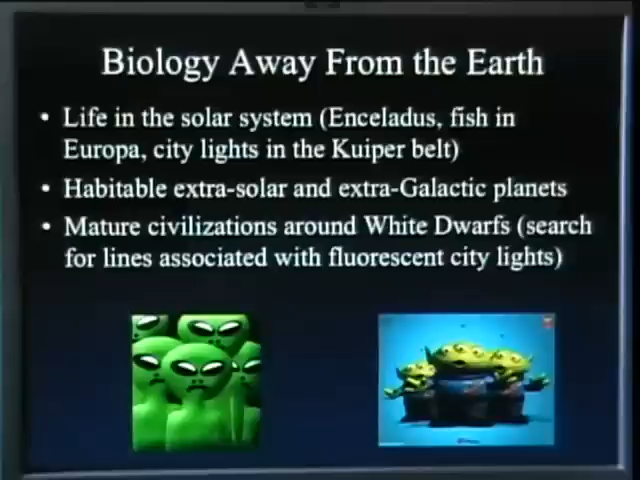 Biology Away From the Earth
• Life in the solar system (Enceladus, fish in
Europa, city lights in the Kuiper belt)
• Habitable extra-solar and extra-Galactic planets
• Mature civilizations around White Dwarfs (search
for lines associated with fluorescent city lights)